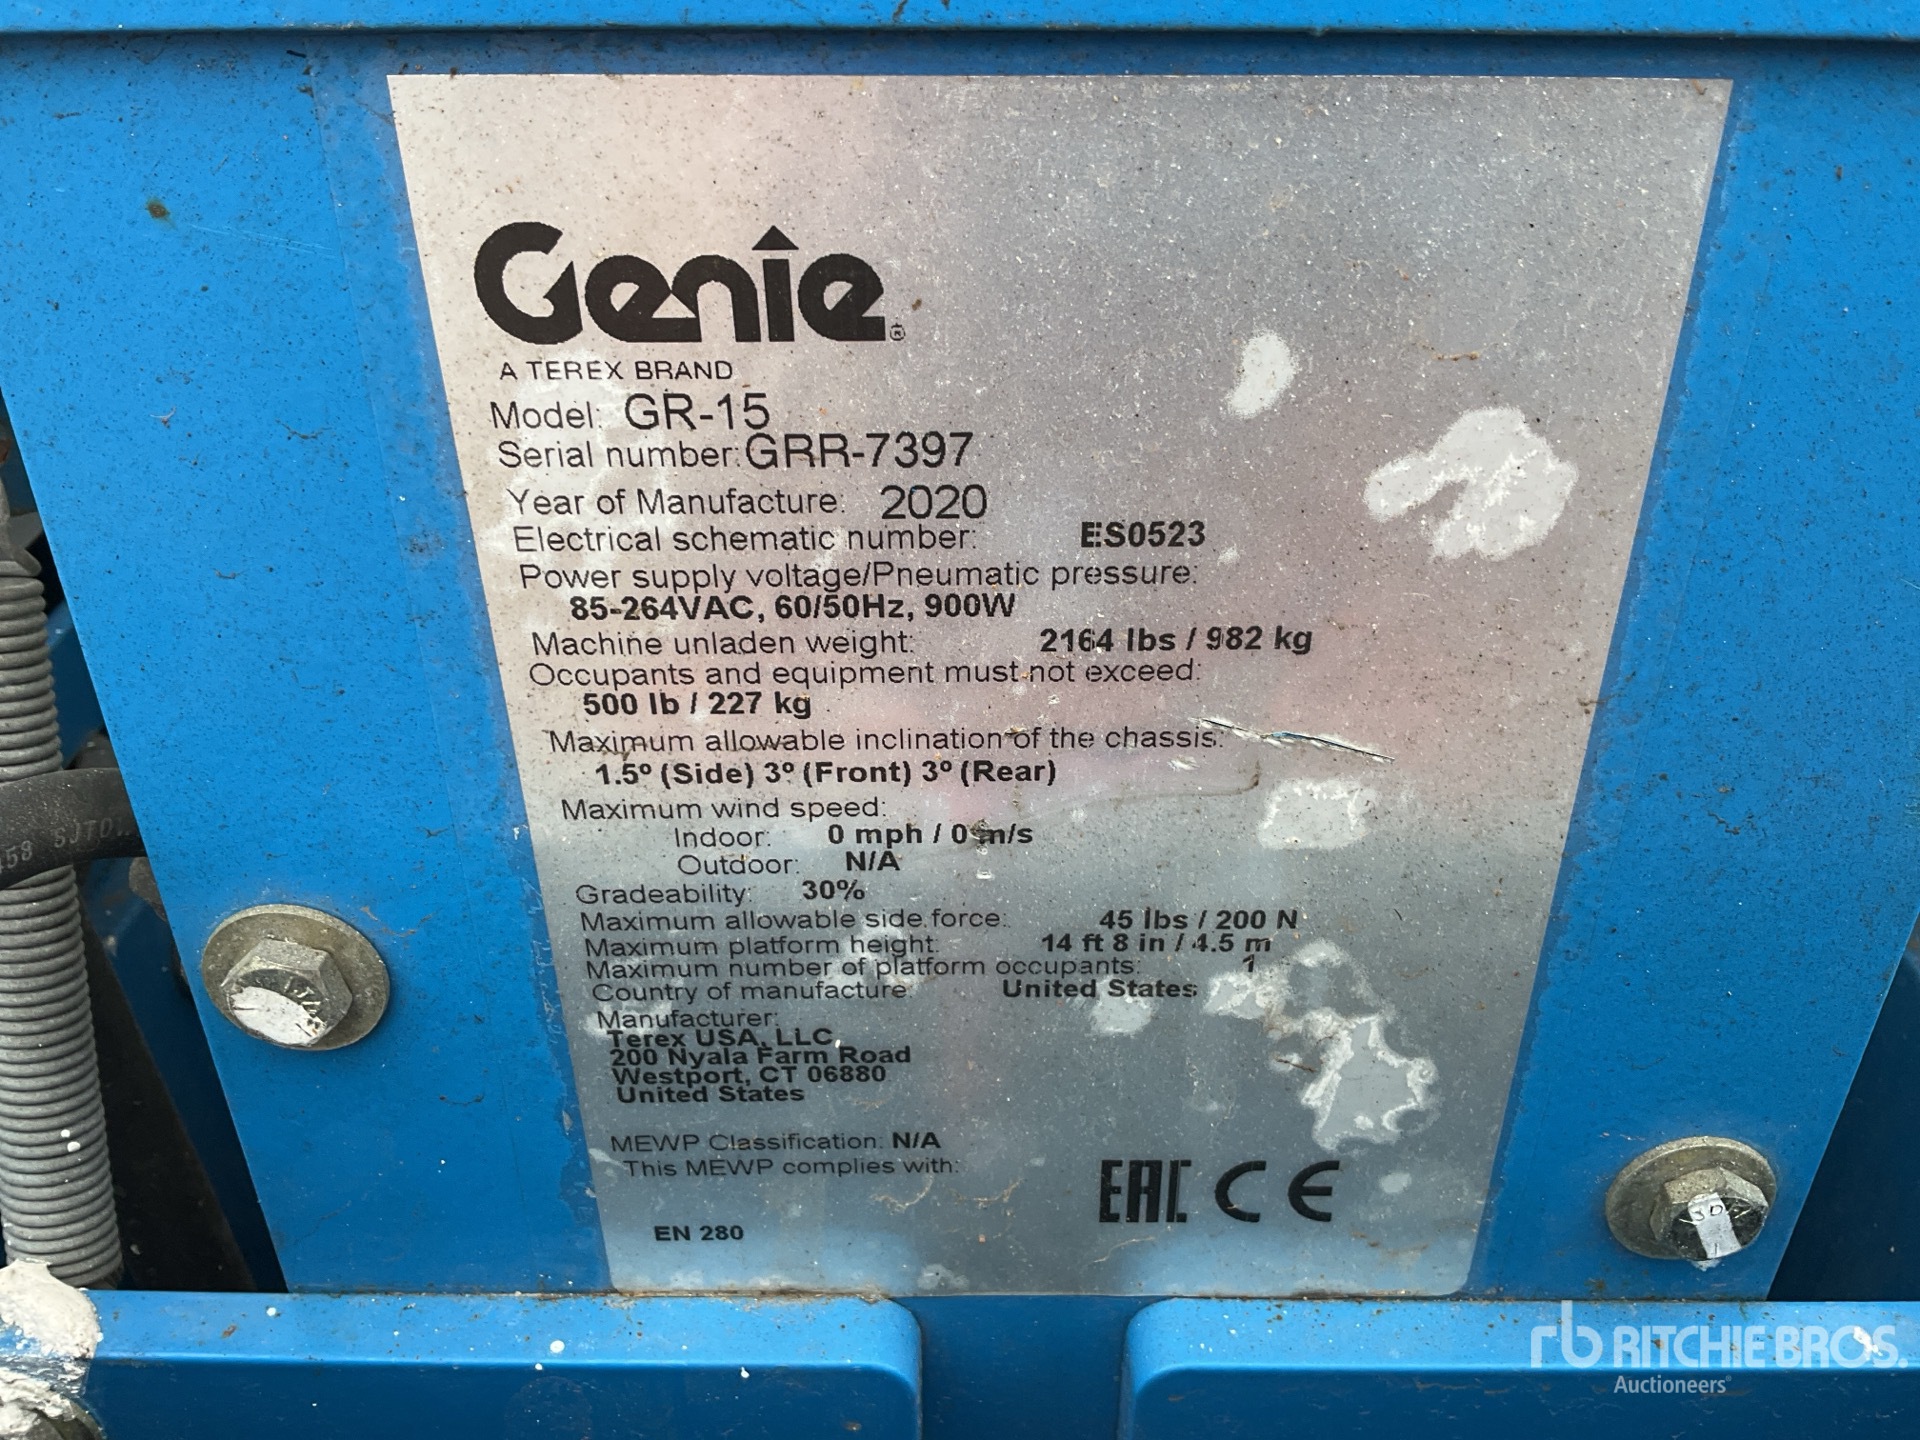 Genie®
A TEREX BRAND
Model: GR-15
Serial number: GRR-7397
Year of Manufacture: 2020
Electrical schematic number: ES0523
Power supply voltage/Pneumatic pressure:
85-264VAC, 60/50Hz, 900W
Machine unladen weight: 2164 lbs / 982 kg
Occupants and equipment must not exceed:
500 lb / 227 kg
Maximum allowable inclination of the chassis:
1.5º (Side) 3º (Front) 3º (Rear)
Maximum wind speed:
Indoor: 0 mph / 0 m/s
Outdoor: N/A
Gradeability: 30%
Maximum allowable side force: 45 lbs / 200 N
Maximum platform height: 14 ft 8 in / 4.5 m
Maximum number of platform occupants: 1
Country of manufacture: United States
Manufacturer:
Terex USA, LLC
200 Nyala Farm Road
Westport, CT 06880
United States
MEWP Classification: N/A
This MEWP complies with:
EAC CE
EN 280
rb RITCHIE BROS.
Auctioneers